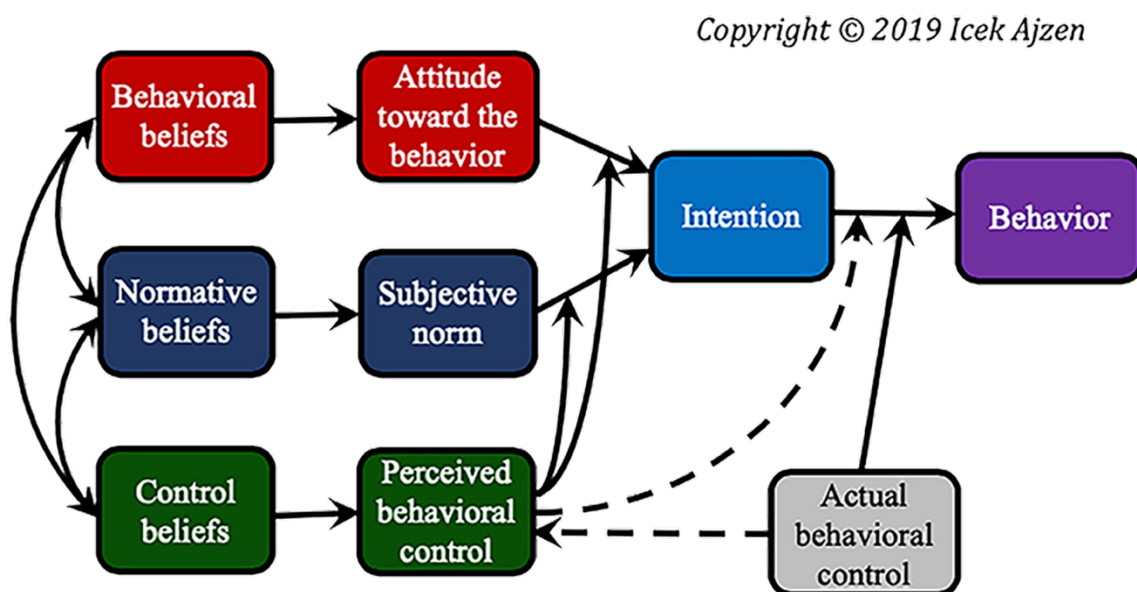 Copyright © 2019 Icek Ajzen
Behavioral
beliefs
Attitude
toward the
behavior
Intention
Behavior
Normative
beliefs
Subjective
norm
Control
beliefs
Perceived
behavioral
control
Actual
behavioral
control